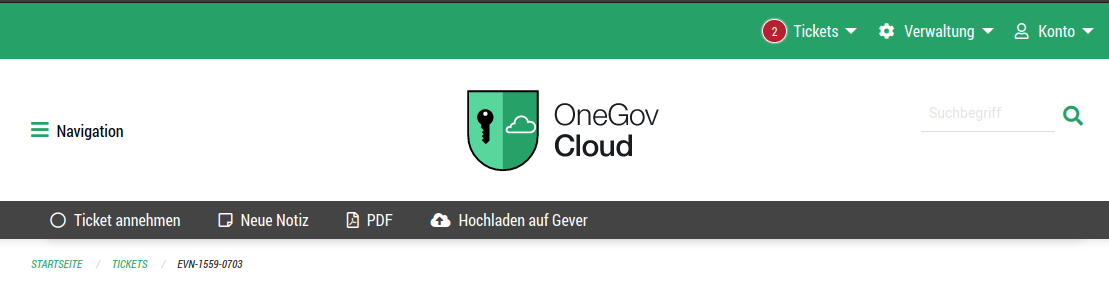 2 Tickets Verwaltung Konto
Navigation
OneGov
Cloud
Suchbegriff
Ticket annehmen Neue Notiz PDF Hochladen auf Gever
STARTSEITE / TICKETS / EVN-1559-0703